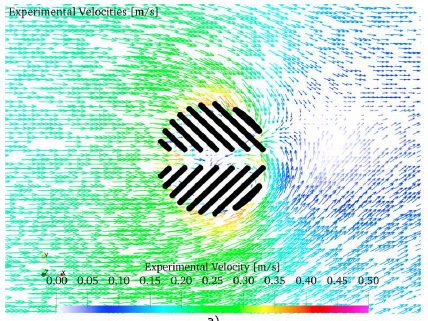 Experimental Velocities [m/s]
Experimental Velocity [m/s]
0.00 0.05 0.10 0.15 0.20 0.25 0.30 0.35 0.40 0.45 0.50
a)